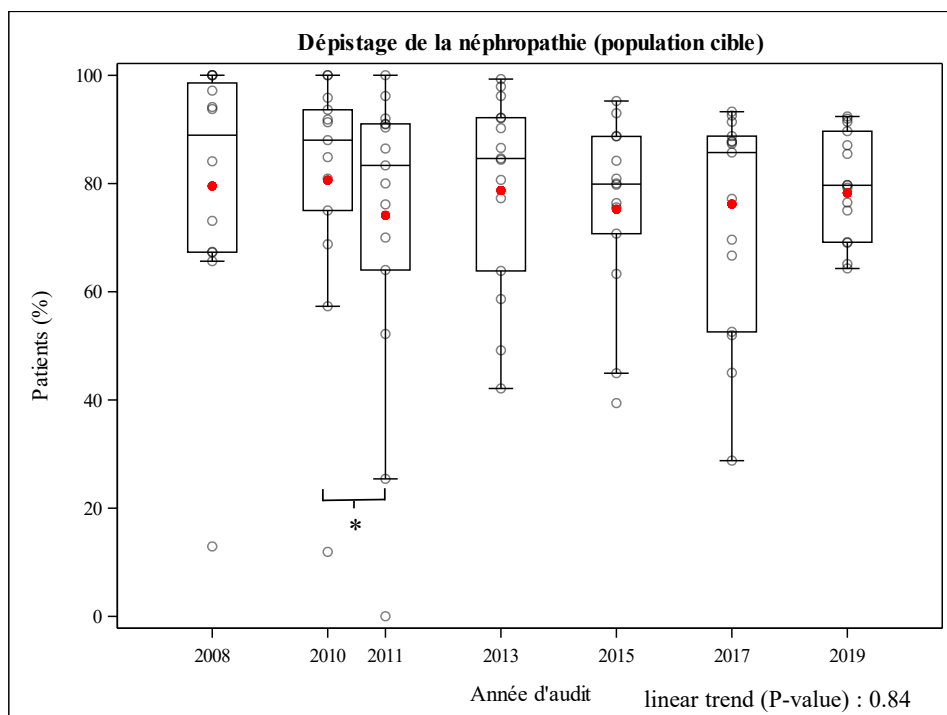 Dépistage de la néphropathie (population cible)
Patients (%)
100
80
60
40
20
0
*
2008 2010 2011 2013 2015 2017 2019
Année d'audit
linear trend (P-value) : 0.84